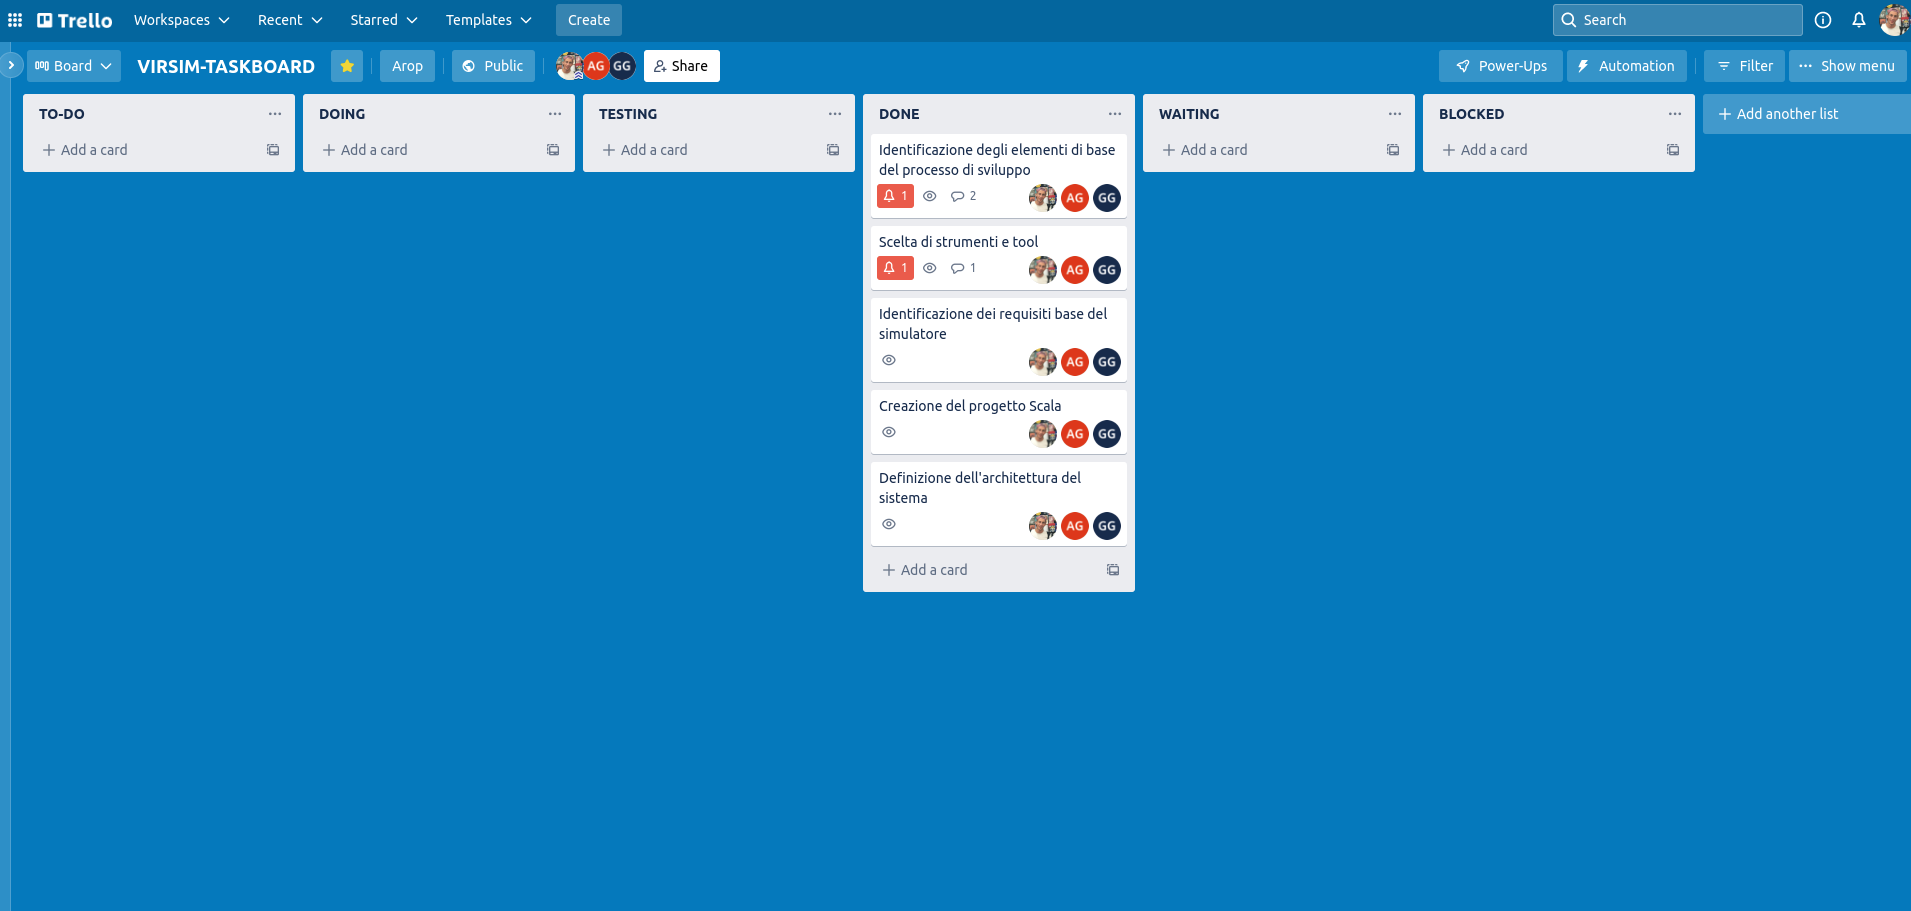 Trello Workspaces Recent Starred Templates Create Search
Board VIRSIM-TASKBOARD Arop Public AG GG Share Power-Ups Automation Filter Show menu
TO-DO
Add a card
DOING
Add a card
TESTING
Add a card
DONE
Identificazione degli elementi di base
del processo di sviluppo
1 2 AG GG
Scelta di strumenti e tool
1 1 AG GG
Identificazione dei requisiti base del
simulatore
AG GG
Creazione del progetto Scala
AG GG
Definizione dell'architettura del
sistema
AG GG
Add a card
WAITING
Add a card
BLOCKED
Add a card
Add another list